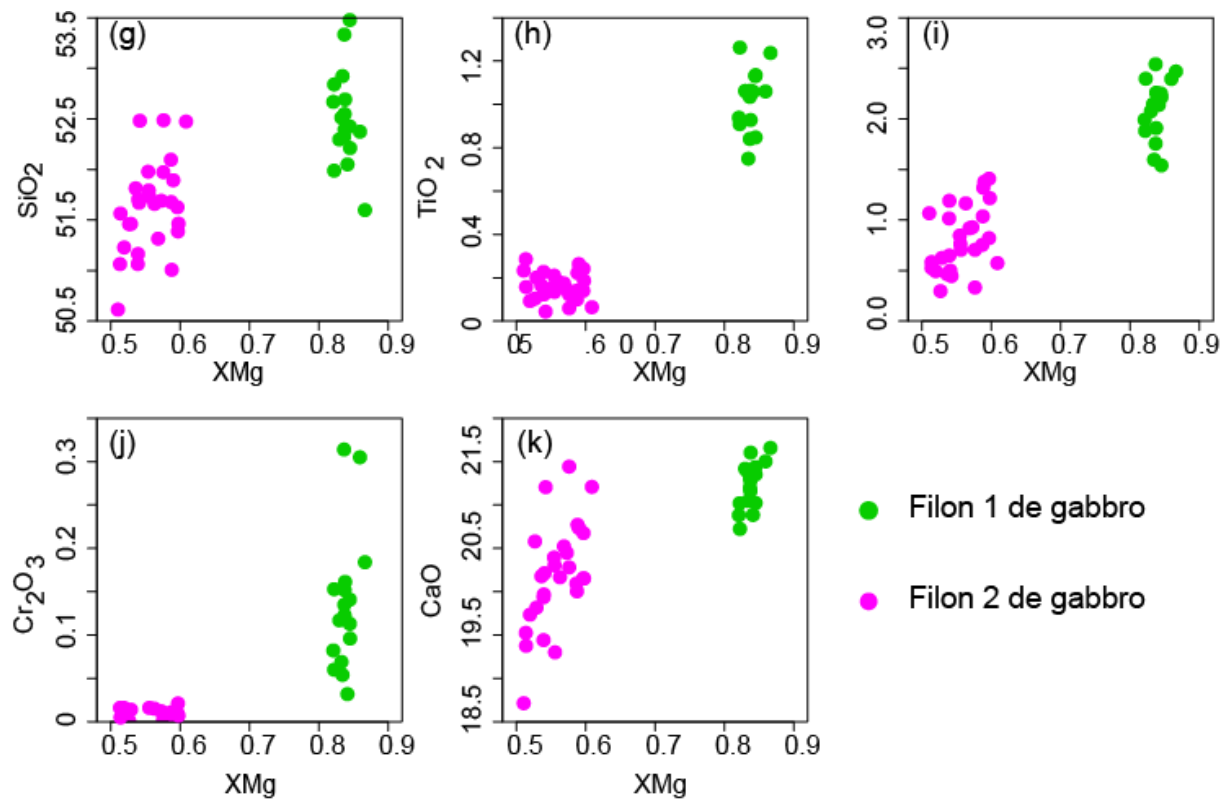 (g)
SiO2
50.5 51.5 52.5 53.5
0.5 0.6 0.7 0.8 0.9
XMg
(h)
TiO2
0 0.4 0.8 1.2
0.5 .6 0 0.7 0.8 0.9
XMg
(i)
0.0 1.0 2.0 3.0
0.5 0.6 0.7 0.8 0.9
XMg
(j)
Cr2O3
0 0.1 0.2 0.3
0.5 0.6 0.7 0.8 0.9
XMg
(k)
CaO
18.5 19.5 20.5 21.5
0.5 0.6 0.7 0.8 0.9
XMg
Filon 1 de gabbro
Filon 2 de gabbro